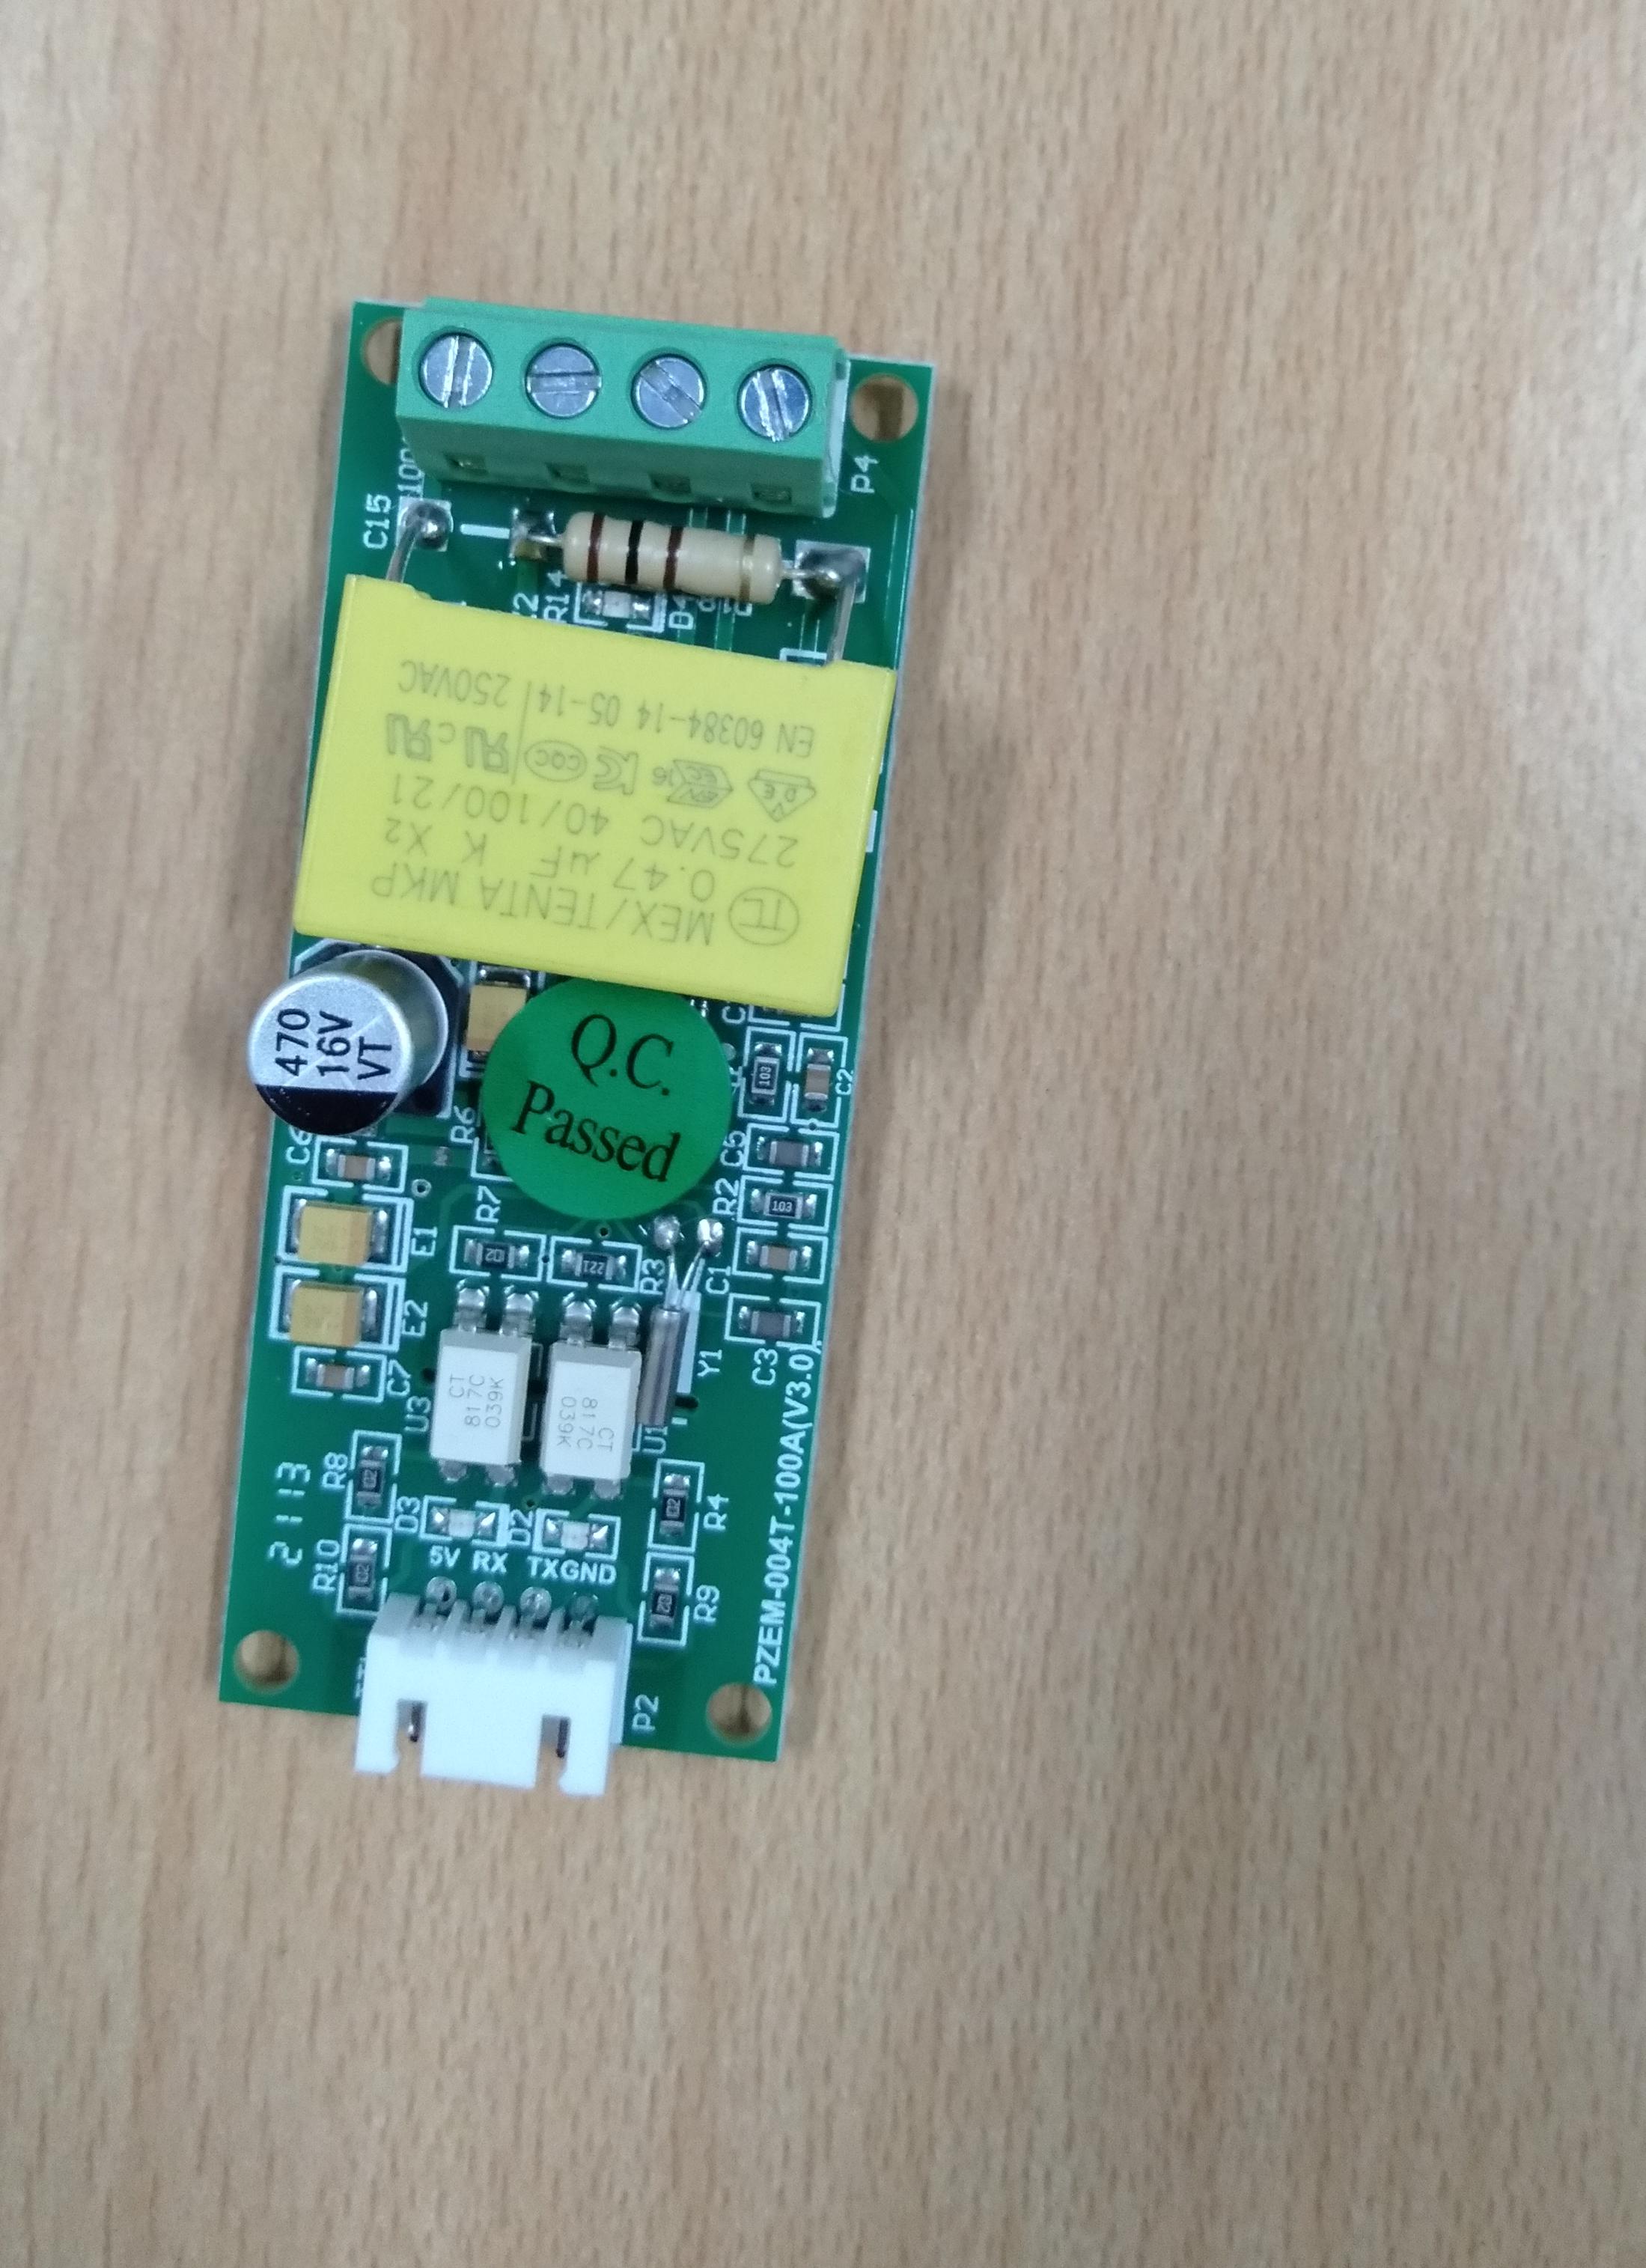 P4
C15
R14
D4
EN 60384-14 05-14 250VAC
275VAC 40/100/21
0.47 µF K X2
MEX/TENTA MKP
470
16V
VT
Q.C.
Passed
103
C2
C6
R6
C5
R7
R2
103
E1
221
R3
C1
E2
Y1
C3
C7
U3
CT
817C
039K
CT
817C
039K
U1
R8
2113
D3
D2
R4
R10
5V RX TX GND
R9
P2
PZEM-004T-100A(V3.0)